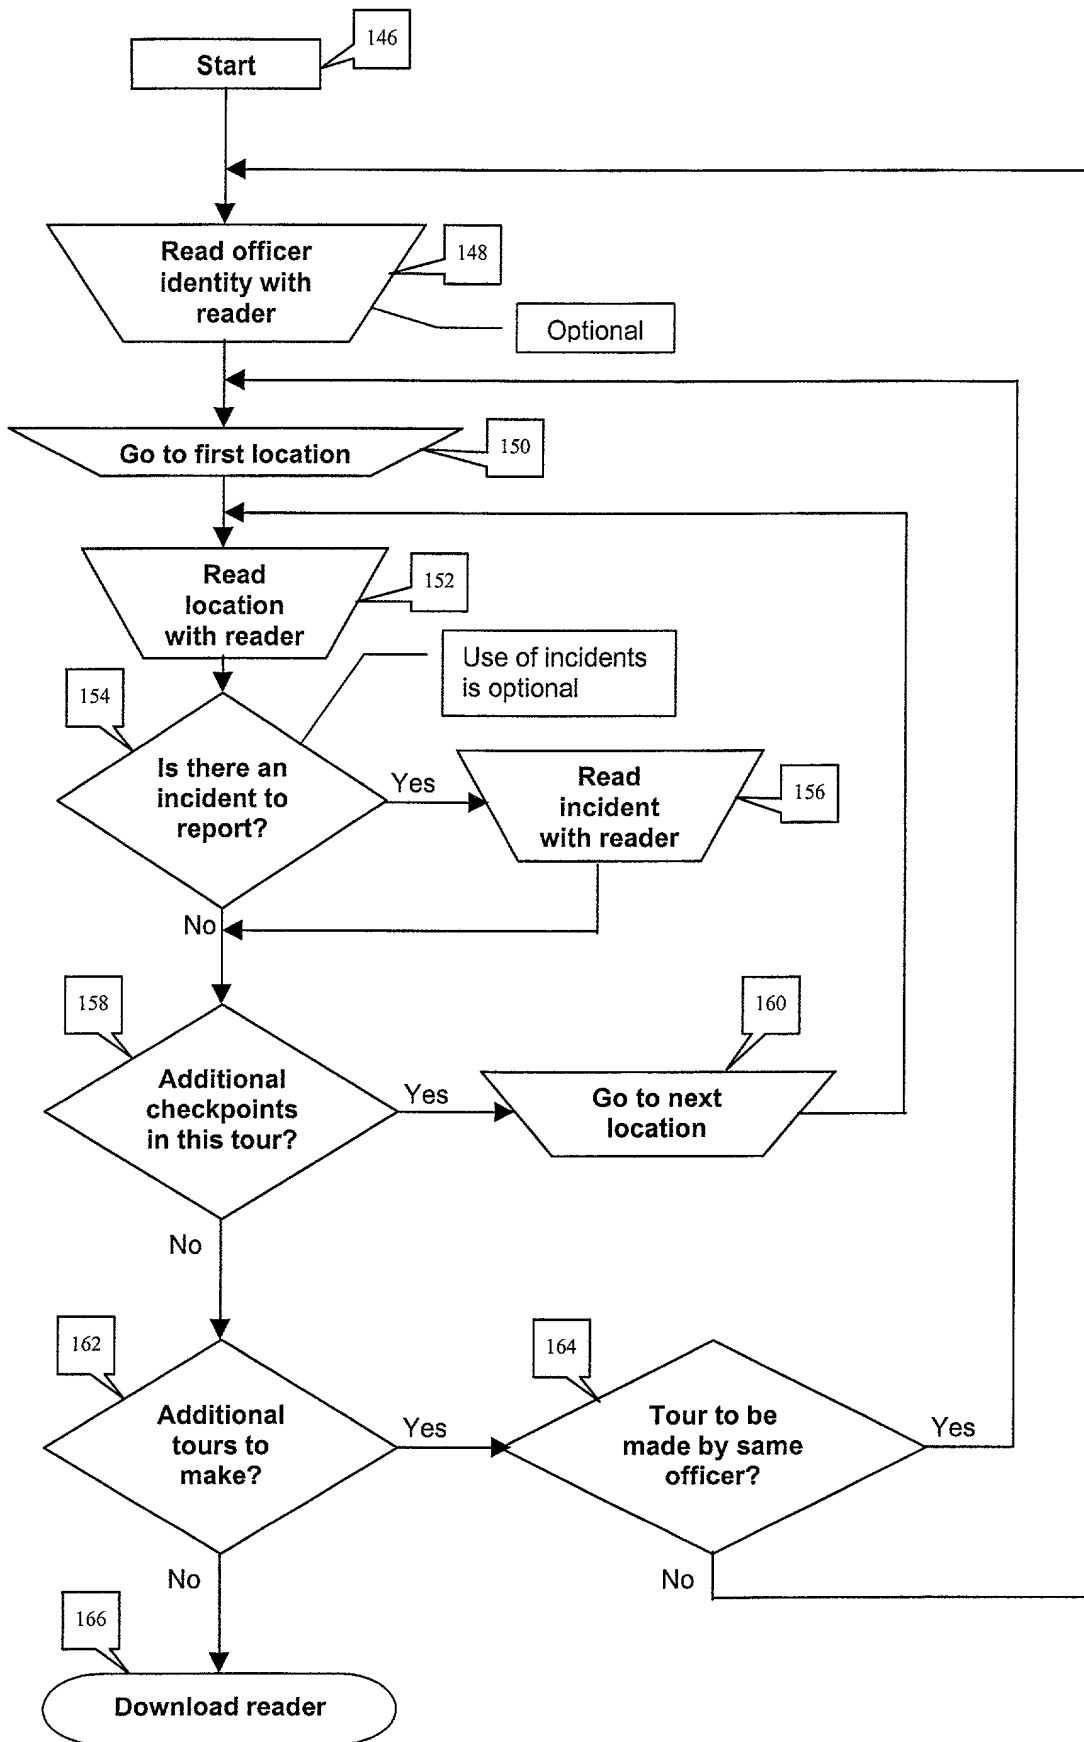 146
Start
Read officer
identity with
reader
148
Optional
Go to first location
150
Read
location
with reader
152
Use of incidents
is optional
154
Is there an
incident to
report?
Yes
Read
incident
with reader
156
No
158
Additional
checkpoints
in this tour?
Yes
160
Go to next
location
No
162
Additional
tours to
make?
Yes
164
Tour to be
made by same
officer?
Yes
No
No
166
Download reader